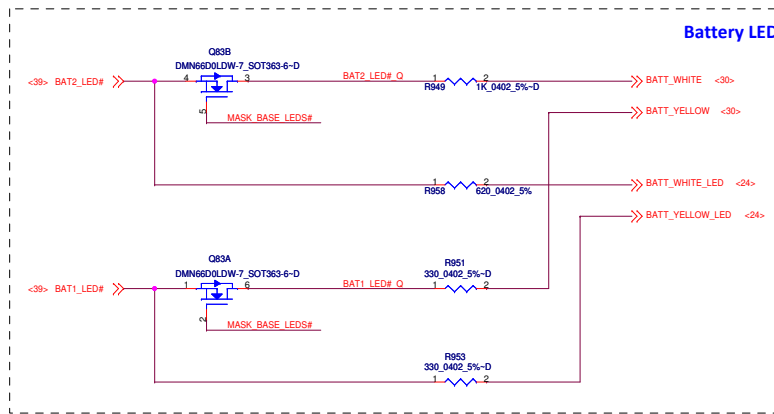 Battery LED
Q83B
DMN66D0LDW-7_SOT363-6~D
<39> BAT2_LED#
4
3
BAT2_LED#_Q
1
2
R949
1K_0402_5%~D
BATT_WHITE <30>
5
MASK_BASE_LEDS#
BATT_YELLOW <30>
1
2
R958
620_0402_5%
BATT_WHITE_LED <24>
BATT_YELLOW_LED <24>
Q83A
DMN66D0LDW-7_SOT363-6~D
R951
330_0402_5%~D
<39> BAT1_LED#
1
6
BAT1_LED#_Q
1
2
2
MASK_BASE_LEDS#
R953
330_0402_5%~D
1
2